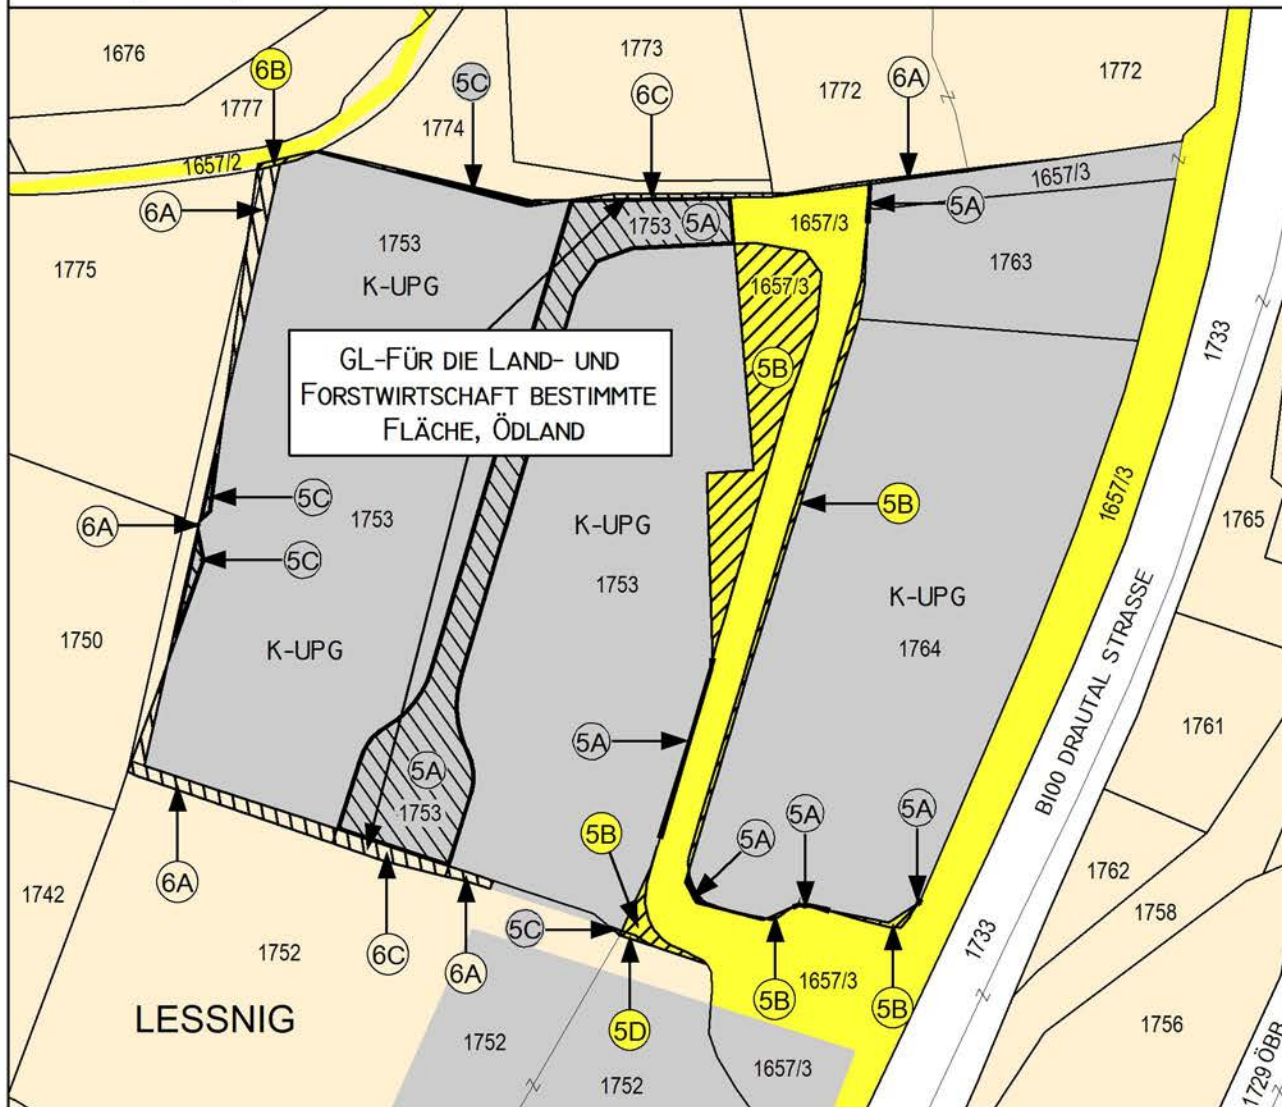 1676
1773
6B
5C
6C
6A
1772
1772
1777
1774
1657/2
1657/3
6A
1753
1753
5A
1657/3
5A
1775
K-UPG
1657/3
1763
1733
GL-FÜR DIE LAND- UND
FORSTWIRTSCHAFT BESTIMMTE
FLÄCHE, ÖDLAND
5B
1657/3
5C
6A
1753
K-UPG
5B
1765
5C
1753
K-UPG
1764
1750
K-UPG
B100 DRAUTAL STRASSE
5A
1761
5A
1753
5B
5A
5A
5A
1742
6A
1762
1758
1752
6C
6A
5C
1733
LESSNIG
5D
5B
1657/3
5B
1756
1752
1752
1657/3
1729 ÖBB